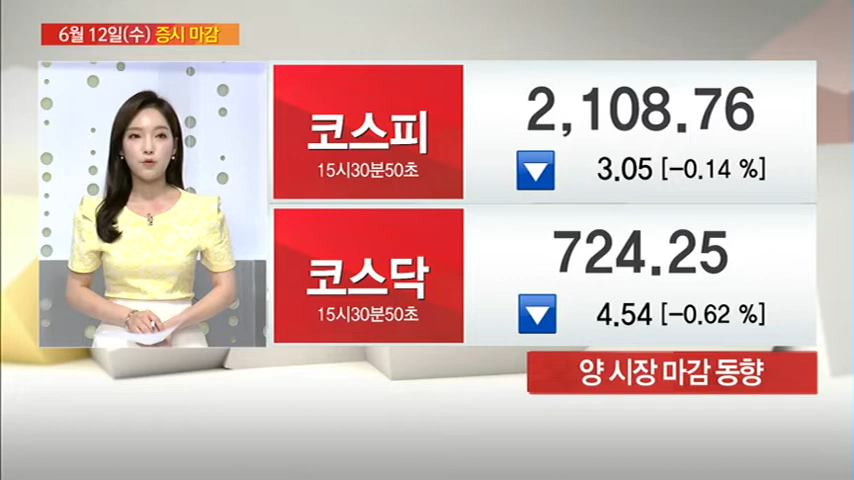 6월 12일(수) 증시 마감
코스피
15시30분50초
2,108.76
▼ 3.05 [-0.14 %]
코스닥
15시30분50초
724.25
▼ 4.54 [-0.62 %]
양 시장 마감 동향